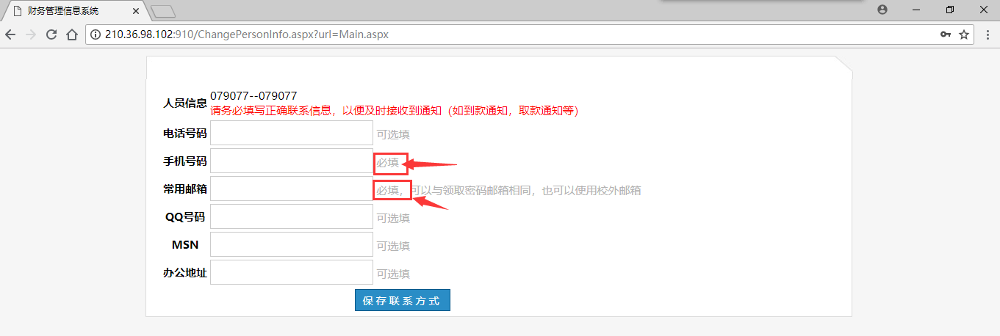 财务管理信息系统
210.36.98.102:910/ChangePersonInfo.aspx?url=Main.aspx
人员信息 079077--079077
请务必填写正确联系信息，以便及时接收到通知（如到款通知，取款通知等）
电话号码 可选填
手机号码 必填
常用邮箱 必填，可以与领取密码邮箱相同，也可以使用校外邮箱
QQ号码 可选填
MSN 可选填
办公地址 可选填
保存联系方式